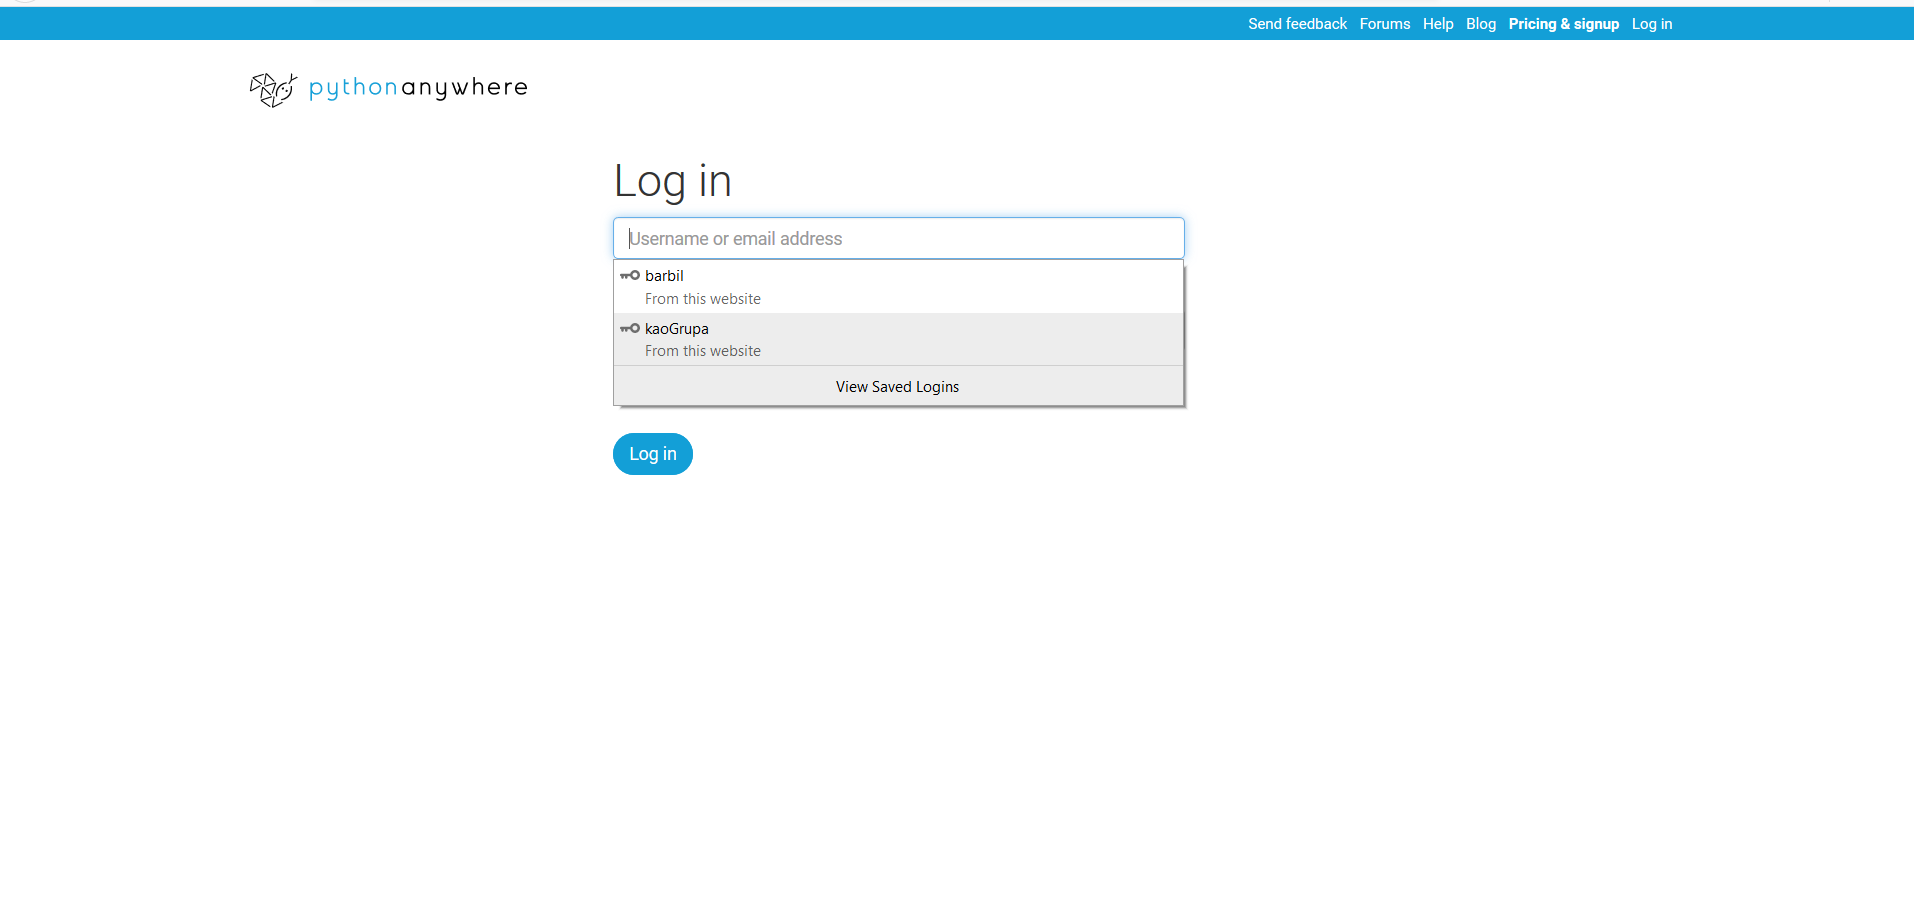 Send feedback Forums Help Blog Pricing & signup Log in
pythonanywhere
Log in
Username or email address
barbil
From this website
kaoGrupa
From this website
View Saved Logins
Log in